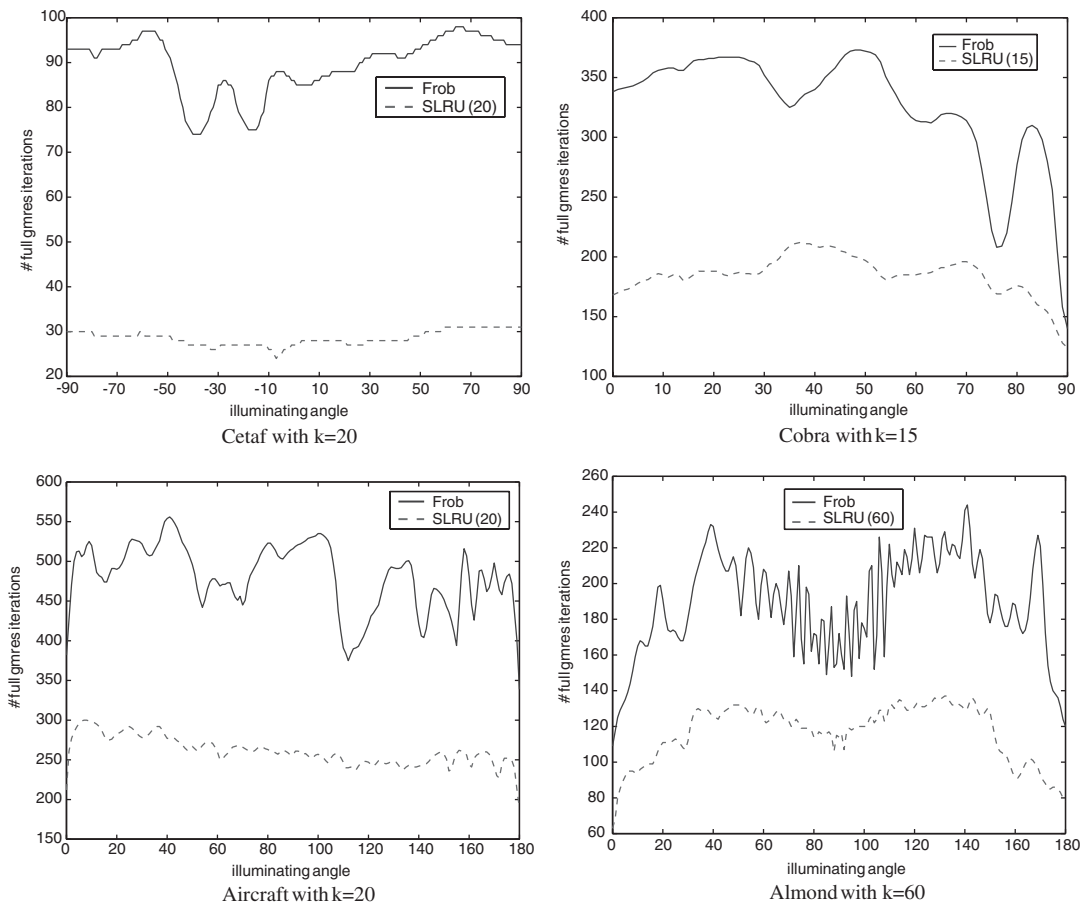 100
90
80
70
60
50
40
30
20
# full gmres iterations
Frob
SLRU (20)
-90 -70 -50 -30 -10 10 30 50 70 90
illuminating angle
Cetaf with k=20
400
350
300
250
200
150
100
# full gmres iterations
Frob
SLRU (15)
0 10 20 30 40 50 60 70 80 90
illuminating angle
Cobra with k=15
600
550
500
450
400
350
300
250
200
150
# full gmres iterations
Frob
SLRU (20)
0 20 40 60 80 100 120 140 160 180
illuminating angle
Aircraft with k=20
260
240
220
200
180
160
140
120
100
80
60
# full gmres iterations
Frob
SLRU (60)
0 20 40 60 80 100 120 140 160 180
illuminating angle
Almond with k=60